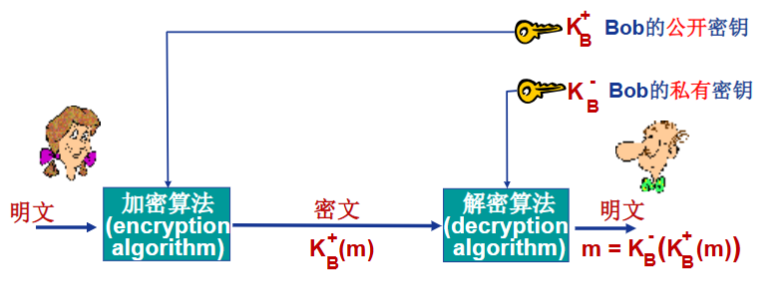 K_B^+ Bob的公开密钥
K_B^- Bob的私有密钥
明文
加密算法
(encryption
algorithm)
密文
K_B^+(m)
解密算法
(decryption
algorithm)
明文
m = K_B^-(K_B^+(m))